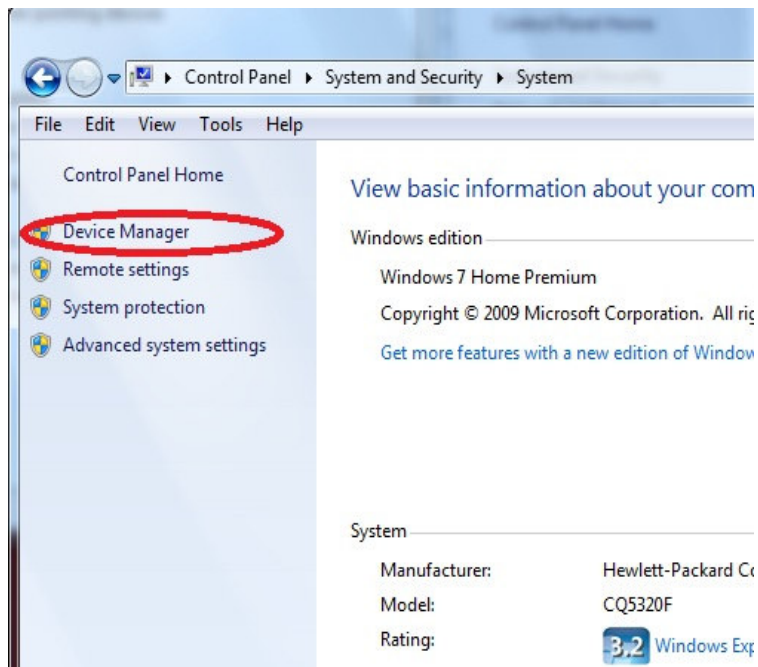 Control Panel System and Security System
File Edit View Tools Help
Control Panel Home
Device Manager
Remote settings
System protection
Advanced system settings
View basic information about your com
Windows edition
Windows 7 Home Premium
Copyright © 2009 Microsoft Corporation. All rig
Get more features with a new edition of Window
System
Manufacturer: Hewlett-Packard Co
Model: CQ5320F
Rating: 3.2 Windows Exp